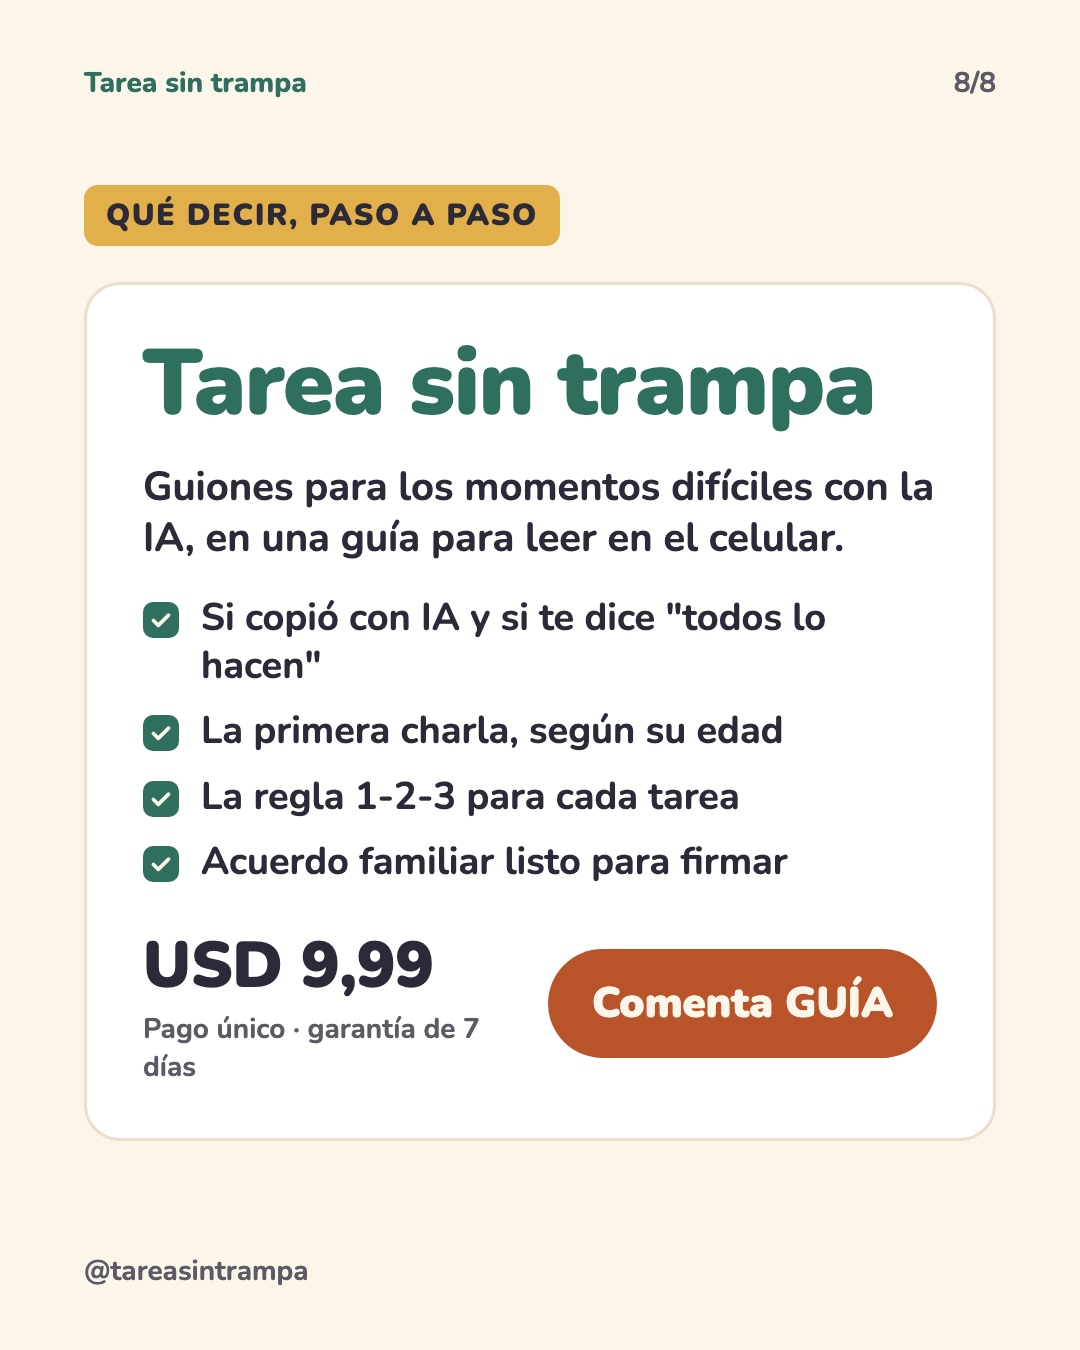 Tarea sin trampa
8/8
QUÉ DECIR, PASO A PASO
Tarea sin trampa
Guiones para los momentos difíciles con la
IA, en una guía para leer en el celular.
Si copió con IA y si te dice "todos lo
hacen"
La primera charla, según su edad
La regla 1-2-3 para cada tarea
Acuerdo familiar listo para firmar
USD 9,99
Pago único · garantía de 7
días
Comenta GUÍA
@tareasintrampa